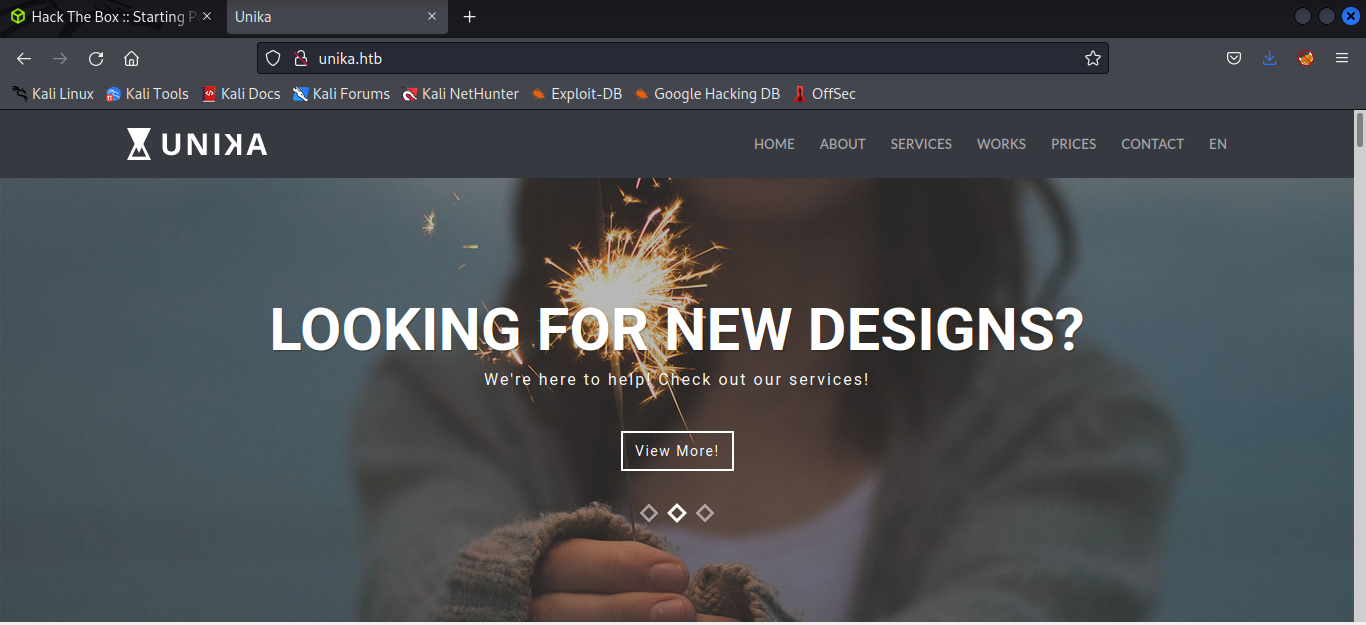 Hack The Box :: Starting P
Unika
unika.htb
Kali Linux Kali Tools Kali Docs Kali Forums Kali NetHunter Exploit-DB Google Hacking DB OffSec
UNIKA
HOME ABOUT SERVICES WORKS PRICES CONTACT EN
LOOKING FOR NEW DESIGNS?
We're here to help! Check out our services!
View More!